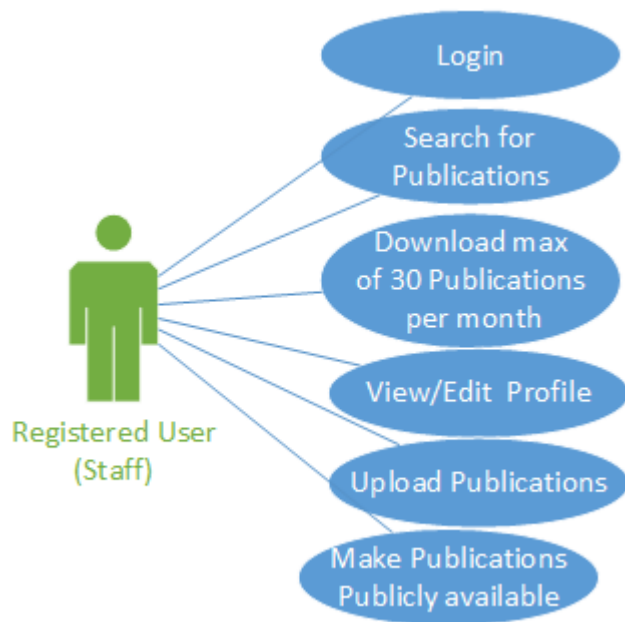 Login
Search for
Publications
Download max
of 30 Publications
per month
View/Edit Profile
Registered User
(Staff)
Upload Publications
Make Publications
Publicly available